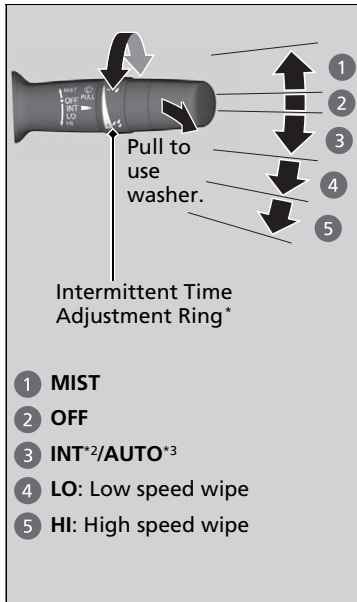 MIST
PULL
OFF
INT
LO
HI
Pull to
use
washer.
1
2
3
4
5
Intermittent Time
Adjustment Ring*
1 MIST
2 OFF
3 INT*2/AUTO*3
4 LO: Low speed wipe
5 HI: High speed wipe